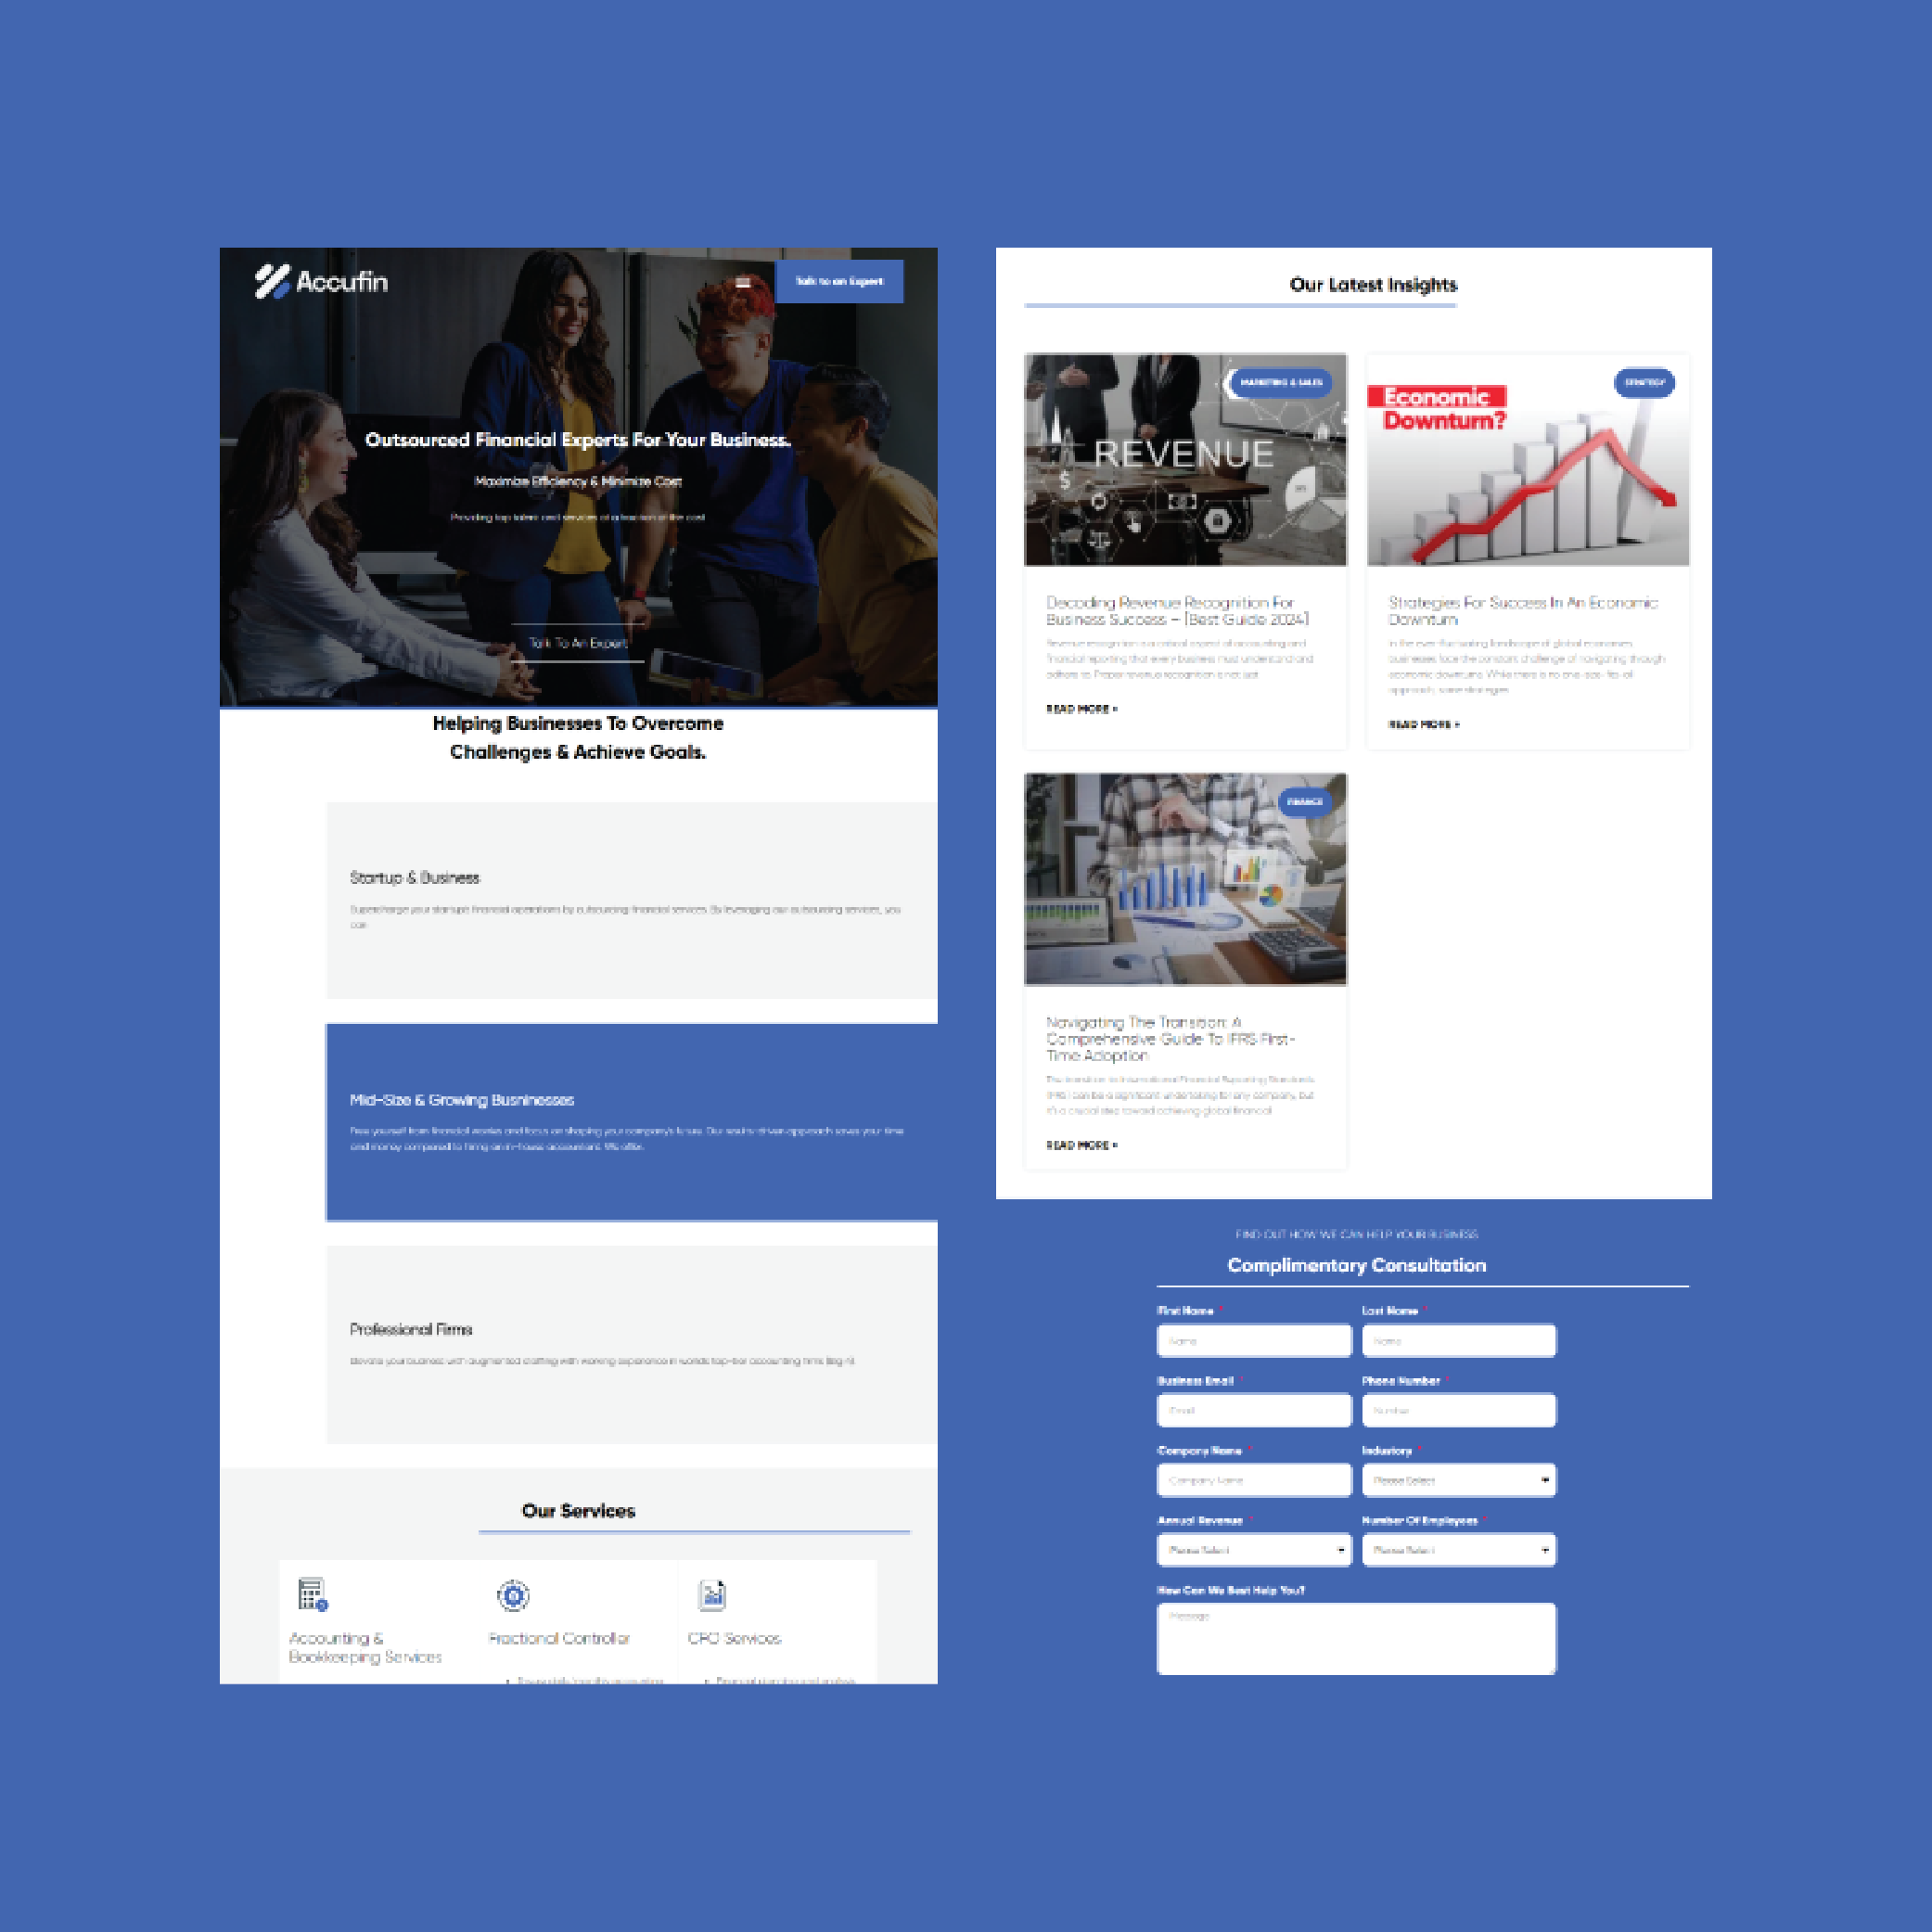 Accufin
Talk to an Expert
Outsourced Financial Experts For Your Business.
Maximize Efficiency & Minimize Cost
Providing top talent and services at a fraction of the cost
Talk To An Expert
Helping Businesses To Overcome
Challenges & Achieve Goals.
Startup & Business
Supercharge your startup's financial operations by outsourcing financial services. By leveraging our outsourcing services, you
can
Mid-Size & Growing Busninesses
Free yourself from financial worries and focus on shaping your company's future. Our results-driven approach saves your time
and money compared to hiring an in-house accountant. We offer.
Professional Firms
Elevate your business with augmented staffing with working experience in worlds top-tier accounting firms (Big 4).
Our Services
Accounting &
Bookkeeping Services
Fractional Controller
CFO Services
Financial planning and analysis
Our Latest Insights
MARKETING & SALES
REVENUE
$
Decoding Revenue Recognition For
Business Success – [Best Guide 2024]
Revenue recognition is a critical aspect of accounting and
financial reporting that every business must understand and
adhere to. Proper revenue recognition is not just
READ MORE »
STRATEGY
Economic
Downturn?
Strategies For Success In An Economic
Downturn
In the ever-fluctuating landscape of global economies,
businesses face the constant challenge of navigating through
economic downturns. While there is no one-size-fits-all
approach, some strategies
READ MORE »
FINANCE
Navigating The Transition: A
Comprehensive Guide To IFRS First-
Time Adoption
The transition to International Financial Reporting Standards
(IFRS) can be a significant undertaking for any company, but
it's a crucial step toward achieving global financial
READ MORE »
FIND OUT HOW WE CAN HELP YOUR BUSINESS
Complimentary Consultation
First Name *
Last Name *
Name
Name
Business Email *
Phone Number *
Email
Number
Company Name *
Industory *
Company Name
Please Select
Annual Revenue *
Number Of Employees *
Please Select
Please Select
How Can We Best Help You?
Message